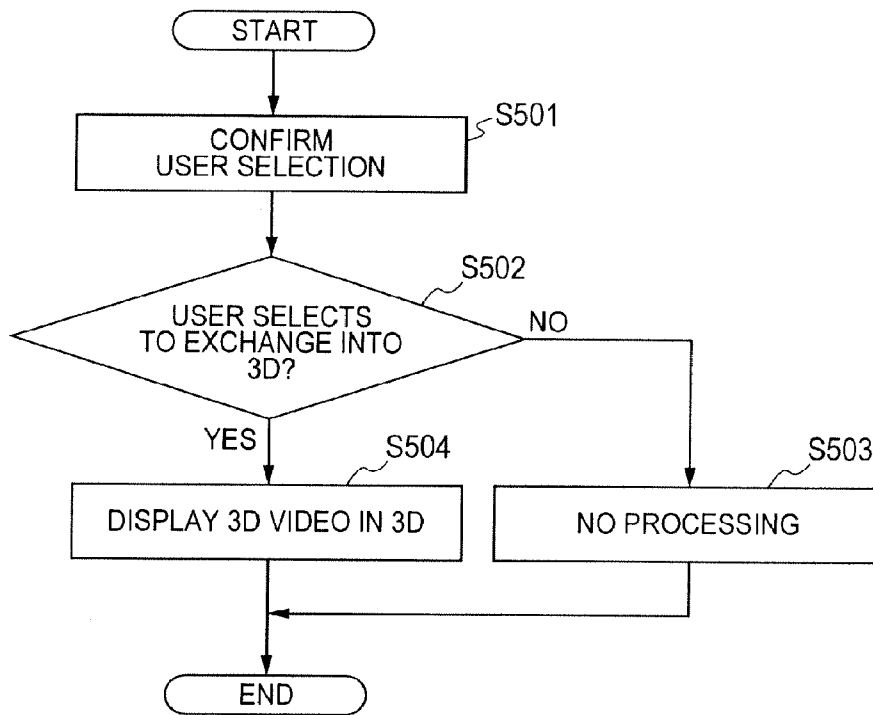 START
S501
CONFIRM
USER SELECTION
S502
USER SELECTS
TO EXCHANGE INTO
3D?
NO
YES
S504
DISPLAY 3D VIDEO IN 3D
S503
NO PROCESSING
END